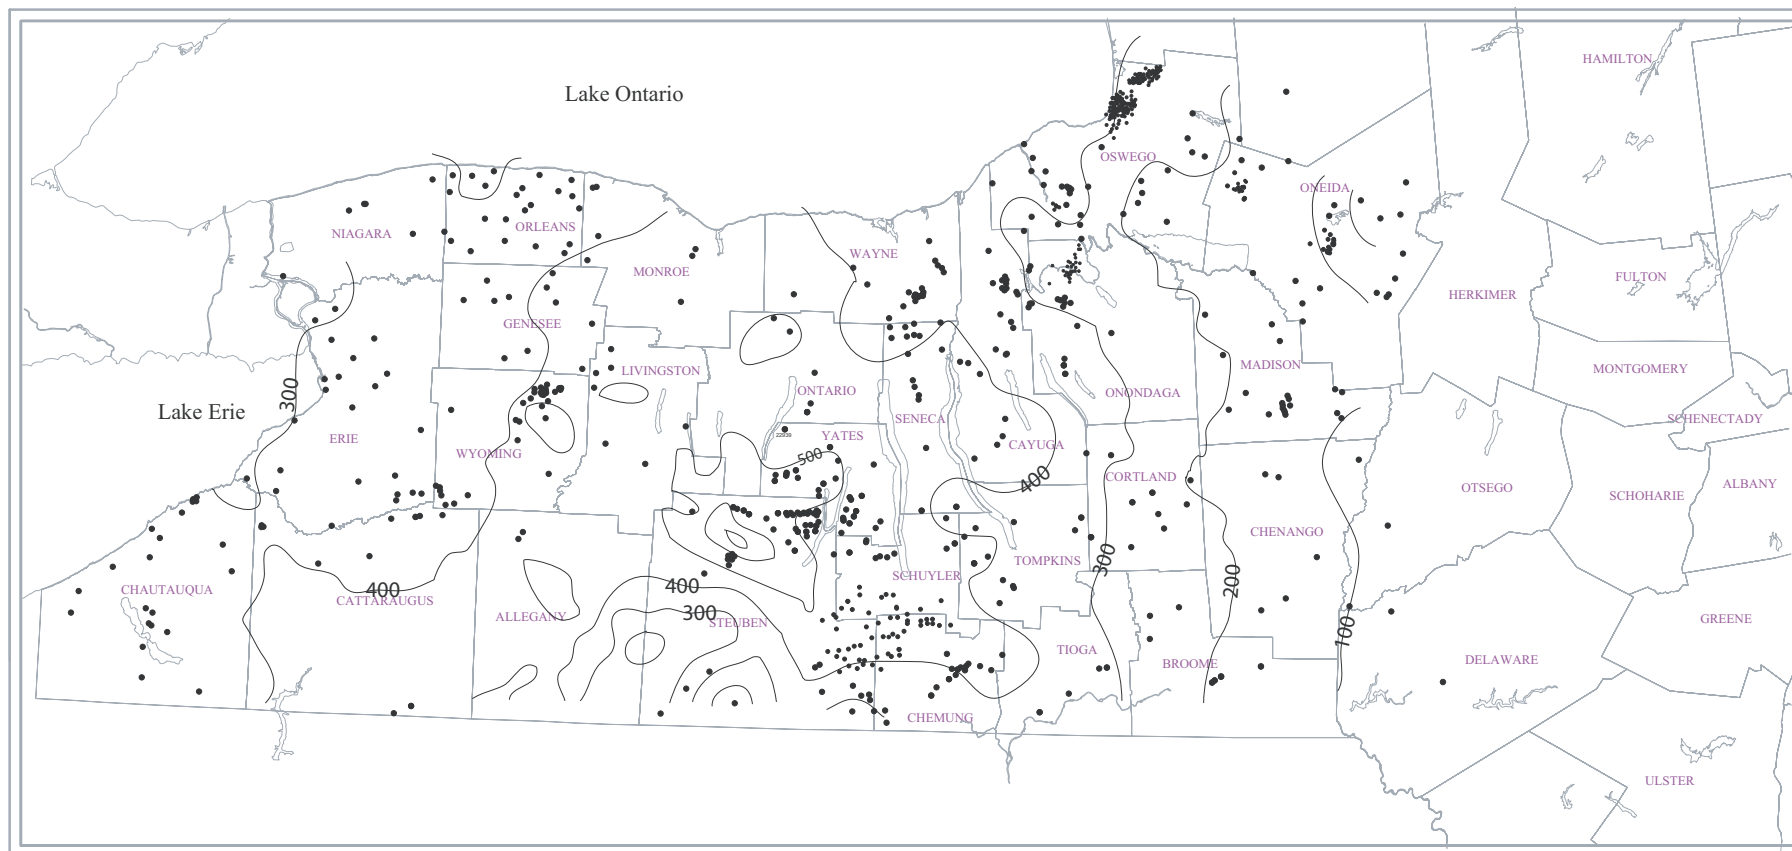 HAMILTON
Lake Ontario
OSWEGO
ONEIDA
ORLEANS
NIAGARA
WAYNE
MONROE
FULTON
HERKIMER
GENESEE
MADISON
MONTGOMERY
LIVINGSTON
ONTARIO
ONONDAGA
300
Lake Erie
SENECA
SCHENECTADY
22939
YATES
ERIE
CAYUGA
WYOMING
500
400
CORTLAND
ALBANY
OTSEGO
SCHOHARIE
CHENANGO
300
TOMPKINS
SCHUYLER
200
CHAUTAUQUA
400
400
CATTARAUGUS
300
ALLEGANY
STEUBEN
GREENE
100
TIOGA
BROOME
DELAWARE
CHEMUNG
ULSTER